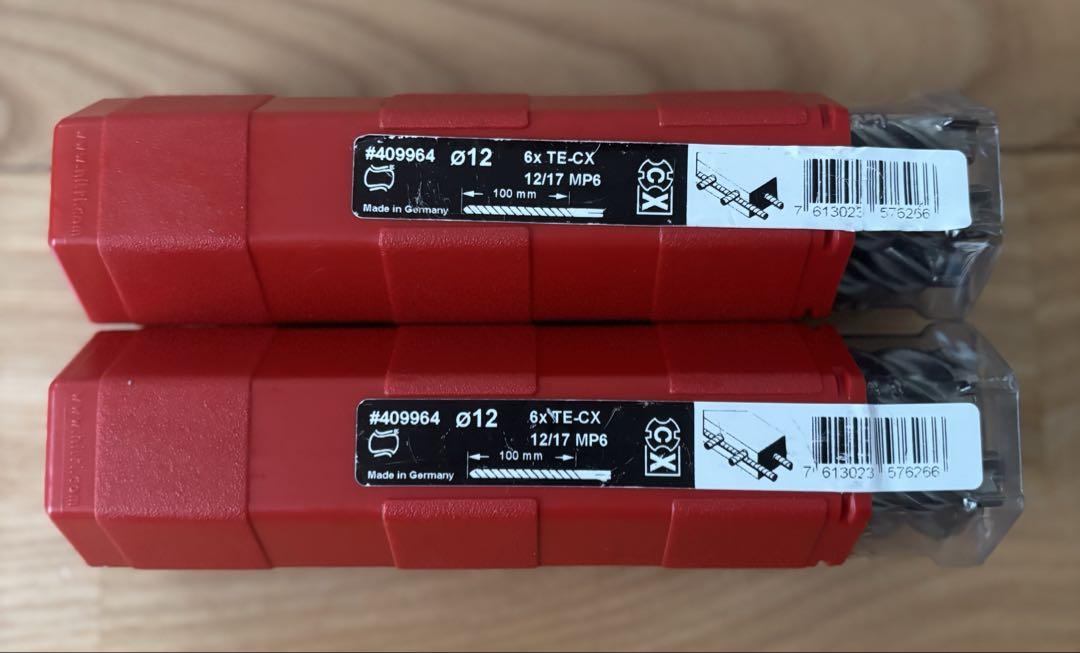 #409964 ø12 6x TE-CX
12/17 MP6
100 mm
Made in Germany
CX
7 613023 576266
#409964 ø12 6x TE-CX
12/17 MP6
100 mm
Made in Germany
CX
7 613023 576266